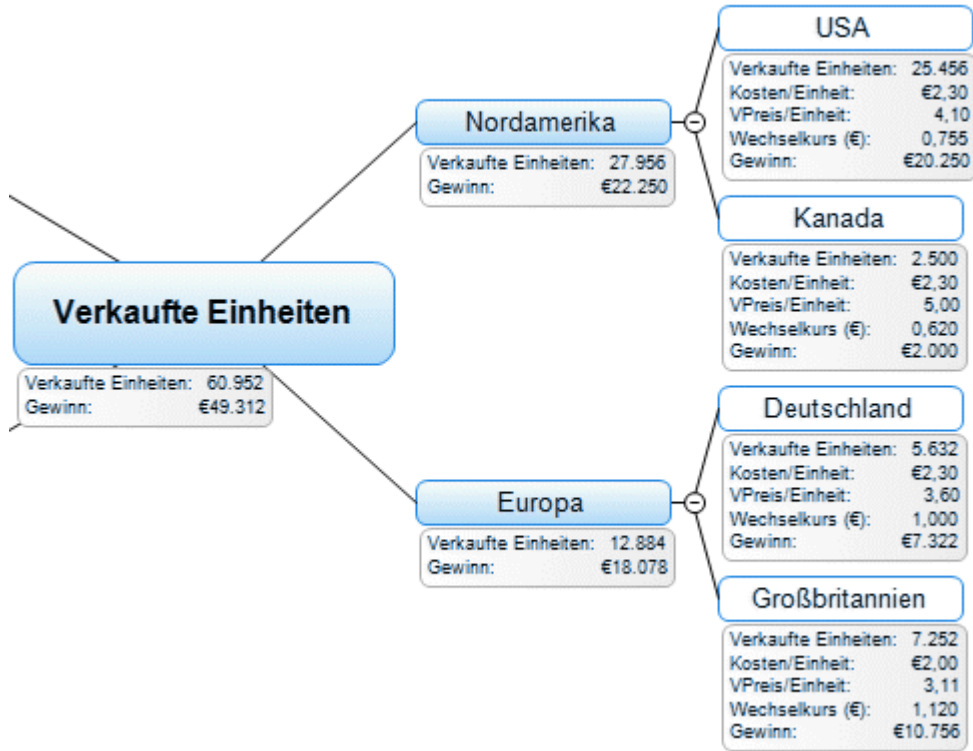 Verkaufte Einheiten
Verkaufte Einheiten: 60.952
Gewinn: €49.312
Nordamerika
Verkaufte Einheiten: 27.956
Gewinn: €22.250
USA
Verkaufte Einheiten: 25.456
Kosten/Einheit: €2,30
VPreis/Einheit: 4,10
Wechselkurs (€): 0,755
Gewinn: €20.250
Kanada
Verkaufte Einheiten: 2.500
Kosten/Einheit: €2,30
VPreis/Einheit: 5,00
Wechselkurs (€): 0,620
Gewinn: €2.000
Europa
Verkaufte Einheiten: 12.884
Gewinn: €18.078
Deutschland
Verkaufte Einheiten: 5.632
Kosten/Einheit: €2,30
VPreis/Einheit: 3,60
Wechselkurs (€): 1,000
Gewinn: €7.322
Großbritannien
Verkaufte Einheiten: 7.252
Kosten/Einheit: €2,00
VPreis/Einheit: 3,11
Wechselkurs (€): 1,120
Gewinn: €10.756